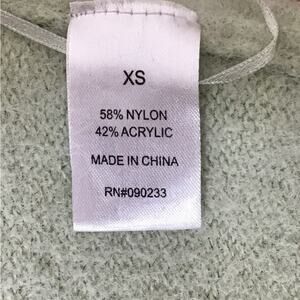 XS
58% NYLON
42% ACRYLIC
MADE IN CHINA
RN#090233